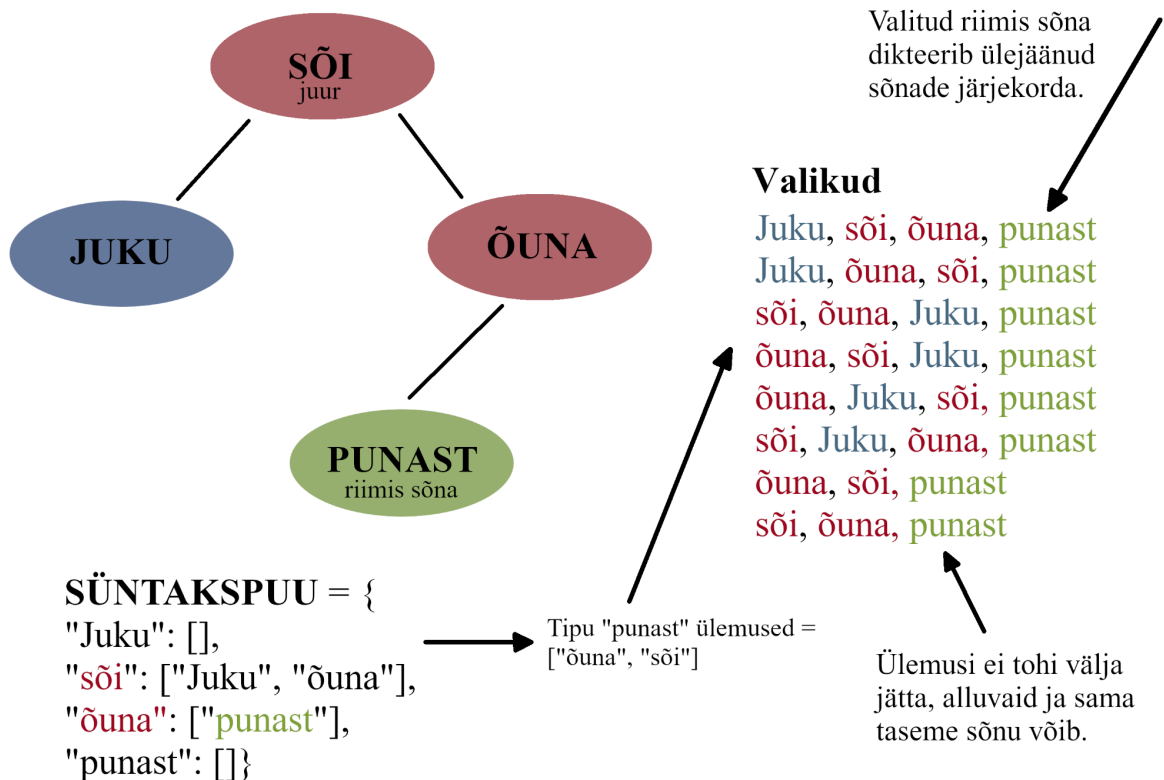 SÕI
juur
JUKU
ÕUNA
PUNAST
riimis sõna
SÜNTAKSPUU = {
"Juku": [],
"sõi": ["Juku", "õuna"],
"õuna": ["punast"],
"punast": []}
Tipu "punast" ülemused =
["õuna", "sõi"]
Valitud riimis sõna
dikteerib ülejäänud
sõnade järjekorda.
Valikud
Juku, sõi, õuna, punast
Juku, õuna, sõi, punast
sõi, õuna, Juku, punast
õuna, sõi, Juku, punast
õuna, Juku, sõi, punast
sõi, Juku, õuna, punast
õuna, sõi, punast
sõi, õuna, punast
Ülemusi ei tohi välja
jätta, alluvaid ja sama
taseme sõnu võib.